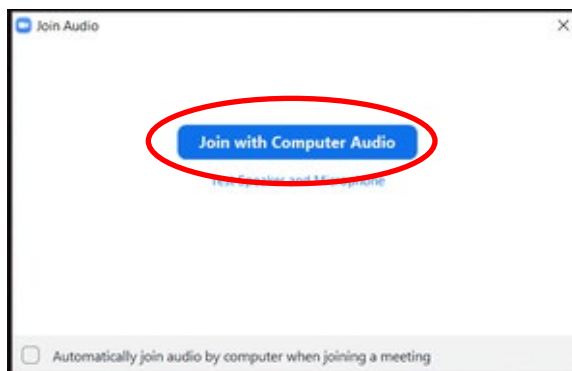 Join Audio
Join with Computer Audio
Test Speaker and Microphone
Automatically join audio by computer when joining a meeting